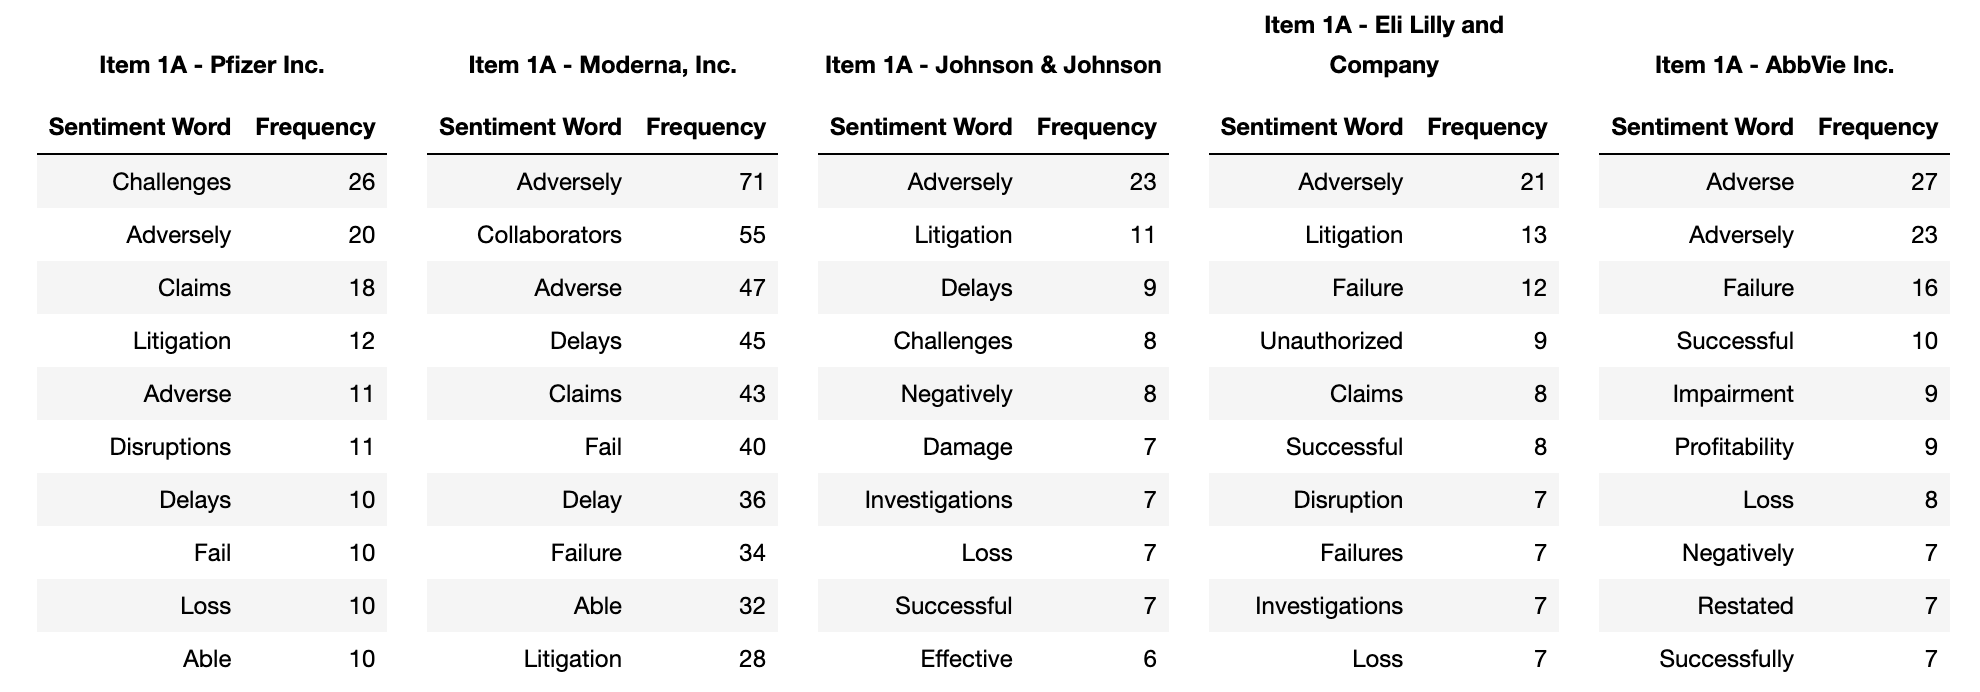 Item 1A - Pfizer Inc.
Sentiment Word Frequency
Challenges 26
Adversely 20
Claims 18
Litigation 12
Adverse 11
Disruptions 11
Delays 10
Fail 10
Loss 10
Able 10
Item 1A - Moderna, Inc.
Sentiment Word Frequency
Adversely 71
Collaborators 55
Adverse 47
Delays 45
Claims 43
Fail 40
Delay 36
Failure 34
Able 32
Litigation 28
Item 1A - Johnson & Johnson
Sentiment Word Frequency
Adversely 23
Litigation 11
Delays 9
Challenges 8
Negatively 8
Damage 7
Investigations 7
Loss 7
Successful 7
Effective 6
Item 1A - Eli Lilly and
Company
Sentiment Word Frequency
Adversely 21
Litigation 13
Failure 12
Unauthorized 9
Claims 8
Successful 8
Disruption 7
Failures 7
Investigations 7
Loss 7
Item 1A - AbbVie Inc.
Sentiment Word Frequency
Adverse 27
Adversely 23
Failure 16
Successful 10
Impairment 9
Profitability 9
Loss 8
Negatively 7
Restated 7
Successfully 7